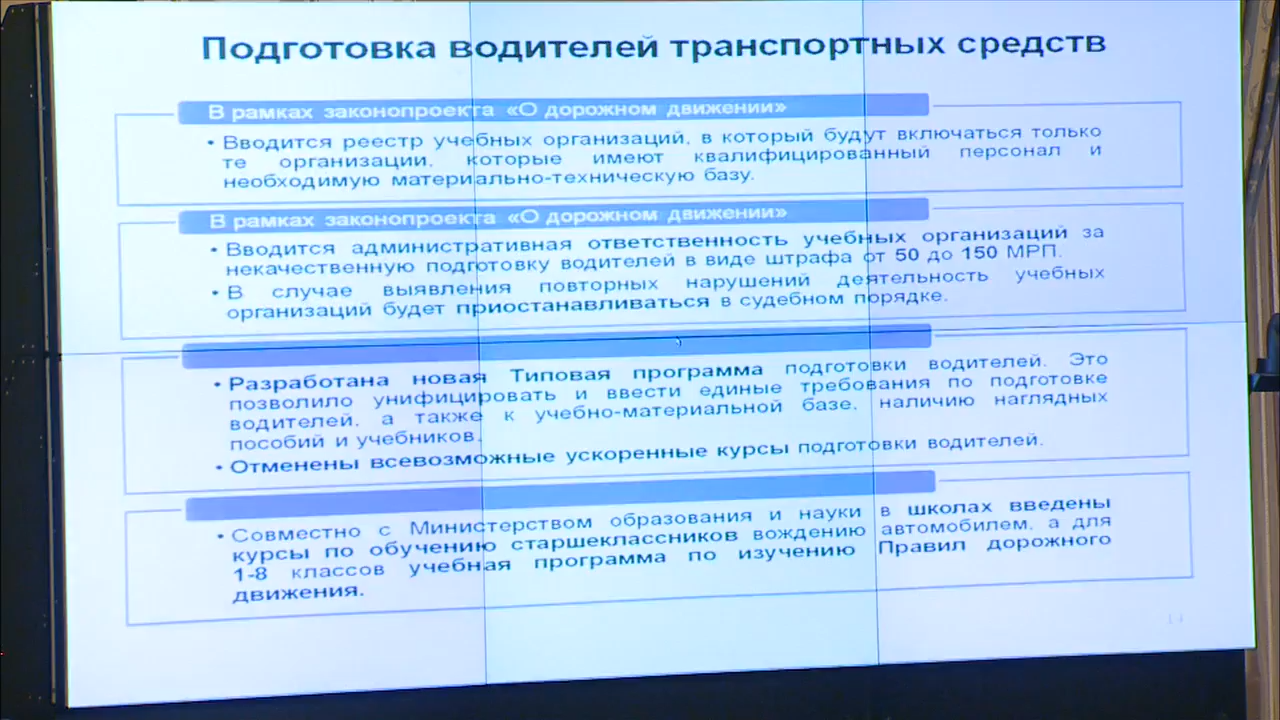 Подготовка водителей транспортных средств
В рамках законопроекта «О дорожном движении»
• Вводится реестр учебных организаций, в который будут включаться только
те организации, которые имеют квалифицированный персонал и
необходимую материально-техническую базу.
В рамках законопроекта «О дорожном движении»
• Вводится административная ответственность учебных организаций за
некачественную подготовку водителей в виде штрафа от 50 до 150 МРП.
• В случае выявления повторных нарушений деятельность учебных
организаций будет приостанавливаться в судебном порядке.
• Разработана новая Типовая программа подготовки водителей. Это
позволило унифицировать и ввести единые требования по подготовке
водителей, а также к учебно-материальной базе, наличию наглядных
пособий и учебников.
• Отменены всевозможные ускоренные курсы подготовки водителей.
• Совместно с Министерством образования и науки в школах введены
курсы по обучению старшеклассников вождению автомобилем, а для
1-8 классов учебная программа по изучению Правил дорожного
движения.